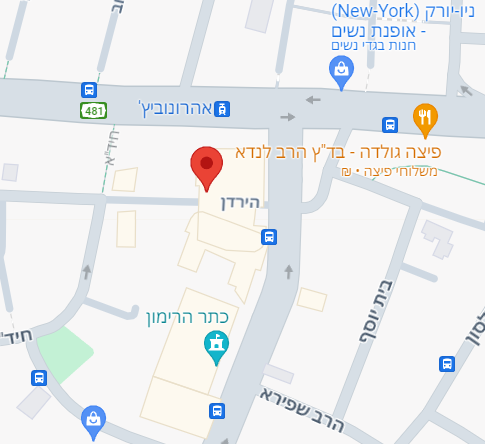 ניו-יורק (New-York)
- אופנת נשים
חנות בגדי נשים
אהרונוביץ'
481
פיצה גולדה - בד"ץ הרב לנדא
משלוחי פיצה • ₪
חיד"א
הירדן
בית יוסף
כתר הרימון
חיד"
לסון
הרב שפירא